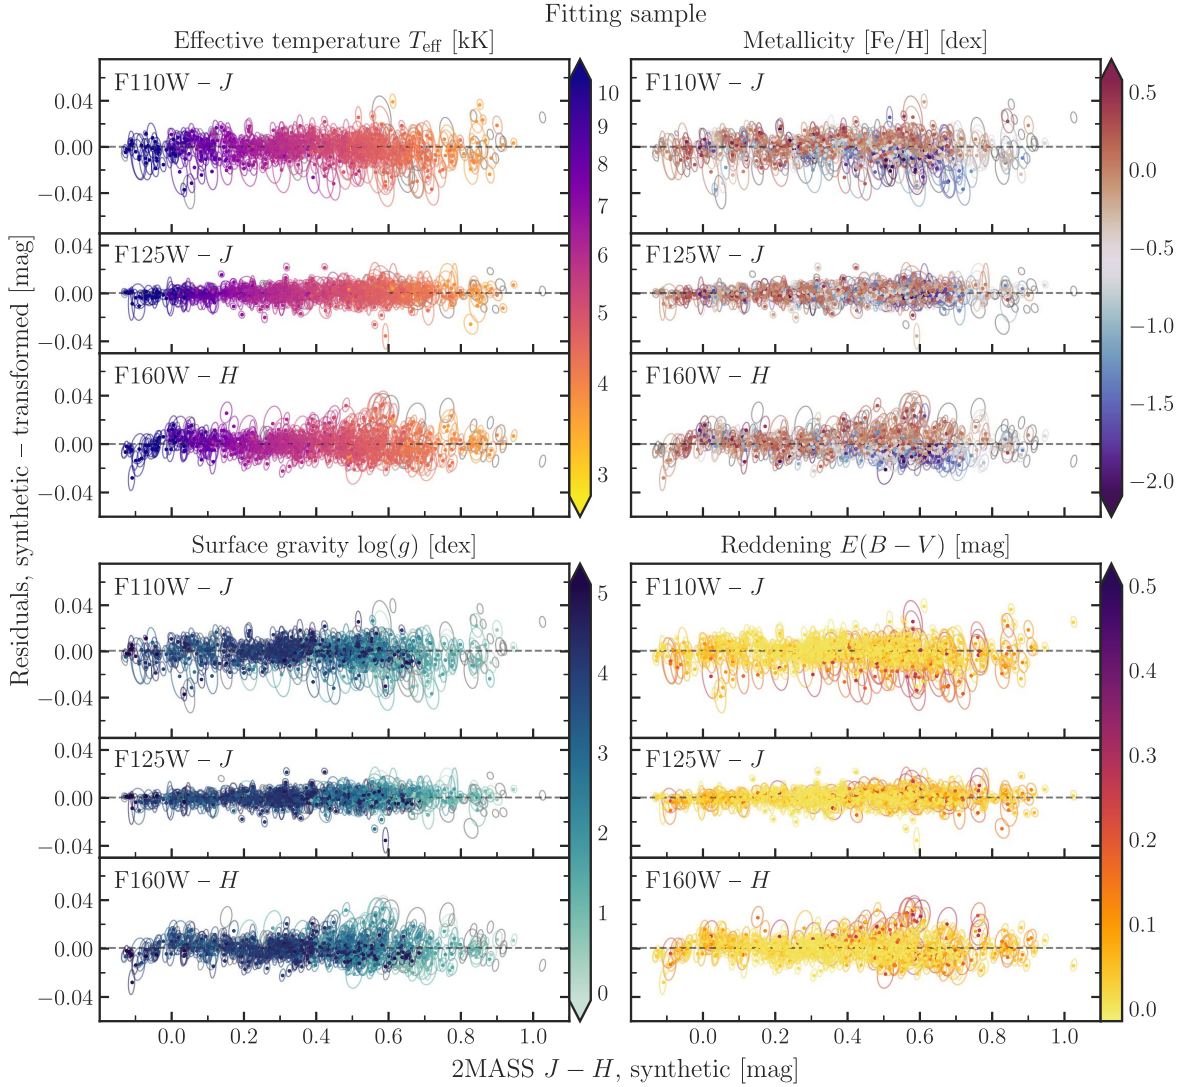 Fitting sample
Effective temperature T_eff [kK]
Metallicity [Fe/H] [dex]
F110W – J
0.04
0.00
−0.04
F125W – J
0.04
0.00
−0.04
F160W – H
0.04
0.00
−0.04
10
9
8
7
6
5
4
3
F110W – J
F125W – J
F160W – H
0.5
0.0
−0.5
−1.0
−1.5
−2.0
Residuals, synthetic – transformed [mag]
Surface gravity log(g) [dex]
Reddening E(B − V) [mag]
F110W – J
0.04
0.00
−0.04
F125W – J
0.04
0.00
−0.04
F160W – H
0.04
0.00
−0.04
5
4
3
2
1
0
F110W – J
F125W – J
F160W – H
0.5
0.4
0.3
0.2
0.1
0.0
0.0 0.2 0.4 0.6 0.8 1.0
0.0 0.2 0.4 0.6 0.8 1.0
2MASS J − H, synthetic [mag]